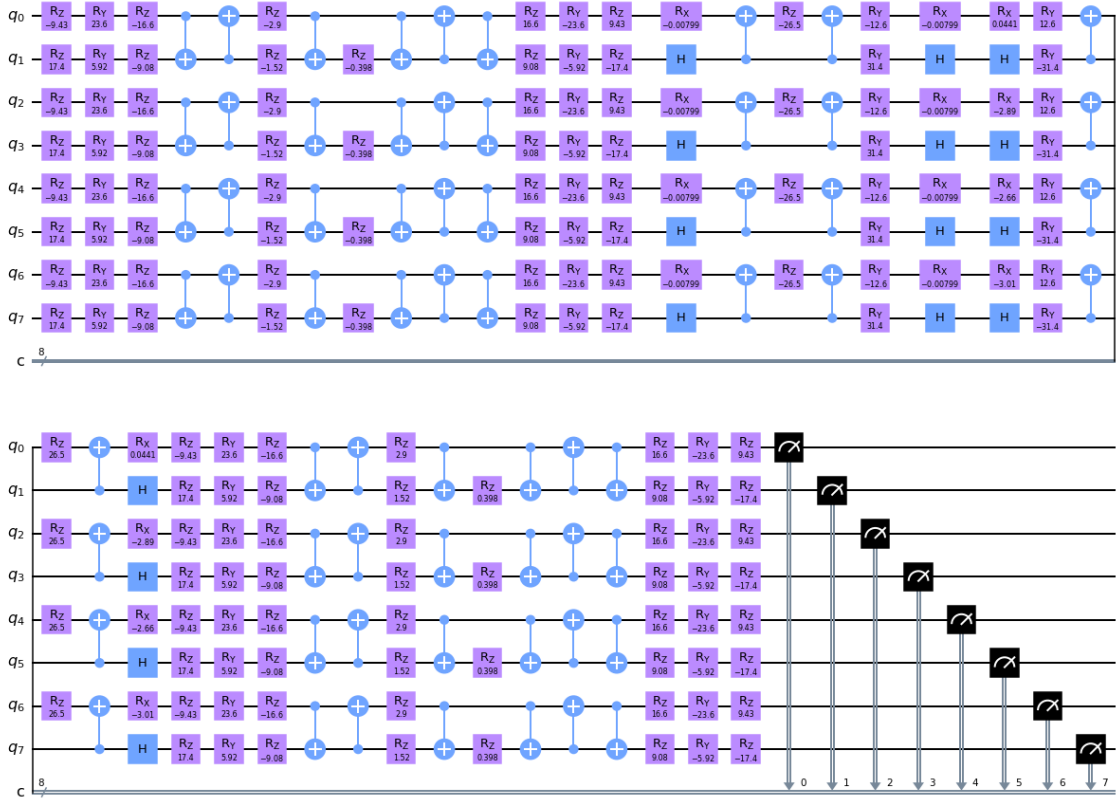 q0 RZ −9.43 RY 23.6 RZ −16.6 RZ −2.9 RZ 16.6 RY −23.6 RZ 9.43 RX −0.00799 RZ −26.5 RY −12.6 RX −0.00799 RX 0.0441 RY 12.6
q1 RZ 17.4 RY 5.92 RZ −9.08 RZ −1.52 RZ −0.398 RZ 9.08 RY −5.92 RZ −17.4 H RY 31.4 H H RY −31.4
q2 RZ −9.43 RY 23.6 RZ −16.6 RZ −2.9 RZ 16.6 RY −23.6 RZ 9.43 RX −0.00799 RZ −26.5 RY −12.6 RX −0.00799 RX −2.89 RY 12.6
q3 RZ 17.4 RY 5.92 RZ −9.08 RZ −1.52 RZ −0.398 RZ 9.08 RY −5.92 RZ −17.4 H RY 31.4 H H RY −31.4
q4 RZ −9.43 RY 23.6 RZ −16.6 RZ −2.9 RZ 16.6 RY −23.6 RZ 9.43 RX −0.00799 RZ −26.5 RY −12.6 RX −0.00799 RX −2.66 RY 12.6
q5 RZ 17.4 RY 5.92 RZ −9.08 RZ −1.52 RZ −0.398 RZ 9.08 RY −5.92 RZ −17.4 H RY 31.4 H H RY −31.4
q6 RZ −9.43 RY 23.6 RZ −16.6 RZ −2.9 RZ 16.6 RY −23.6 RZ 9.43 RX −0.00799 RZ −26.5 RY −12.6 RX −0.00799 RX −3.01 RY 12.6
q7 RZ 17.4 RY 5.92 RZ −9.08 RZ −1.52 RZ −0.398 RZ 9.08 RY −5.92 RZ −17.4 H RY 31.4 H H RY −31.4
c 8
q0 RZ 26.5 RX 0.0441 RZ −9.43 RY 23.6 RZ −16.6 RZ 2.9 RZ 16.6 RY −23.6 RZ 9.43
q1 H RZ 17.4 RY 5.92 RZ −9.08 RZ 1.52 RZ 0.398 RZ 9.08 RY −5.92 RZ −17.4
q2 RZ 26.5 RX −2.89 RZ −9.43 RY 23.6 RZ −16.6 RZ 2.9 RZ 16.6 RY −23.6 RZ 9.43
q3 H RZ 17.4 RY 5.92 RZ −9.08 RZ 1.52 RZ 0.398 RZ 9.08 RY −5.92 RZ −17.4
q4 RZ 26.5 RX −2.66 RZ −9.43 RY 23.6 RZ −16.6 RZ 2.9 RZ 16.6 RY −23.6 RZ 9.43
q5 H RZ 17.4 RY 5.92 RZ −9.08 RZ 1.52 RZ 0.398 RZ 9.08 RY −5.92 RZ −17.4
q6 RZ 26.5 RX −3.01 RZ −9.43 RY 23.6 RZ −16.6 RZ 2.9 RZ 16.6 RY −23.6 RZ 9.43
q7 H RZ 17.4 RY 5.92 RZ −9.08 RZ 1.52 RZ 0.398 RZ 9.08 RY −5.92 RZ −17.4
c 8 0 1 2 3 4 5 6 7